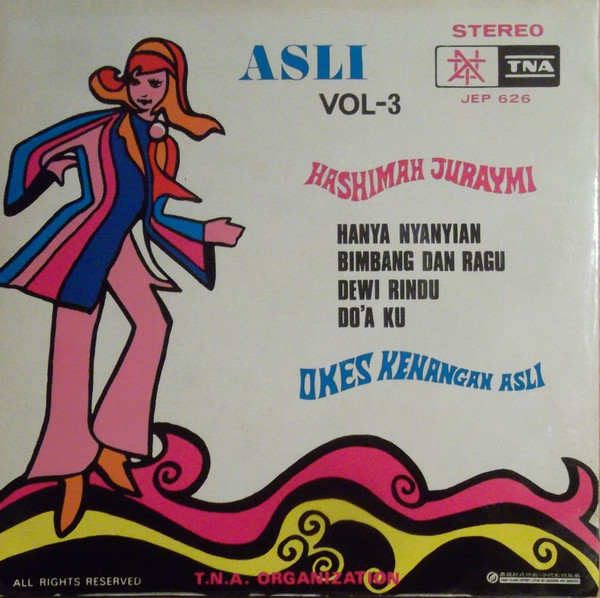 STEREO
ASLI
VOL-3
TNA
JEP 626
HASHIMAH JURAYMI
HANYA NYANYIAN
BIMBANG DAN RAGU
DEWI RINDU
DO'A KU
OKES KENANGAN ASLI
T.N.A. ORGANIZATION
ALL RIGHTS RESERVED